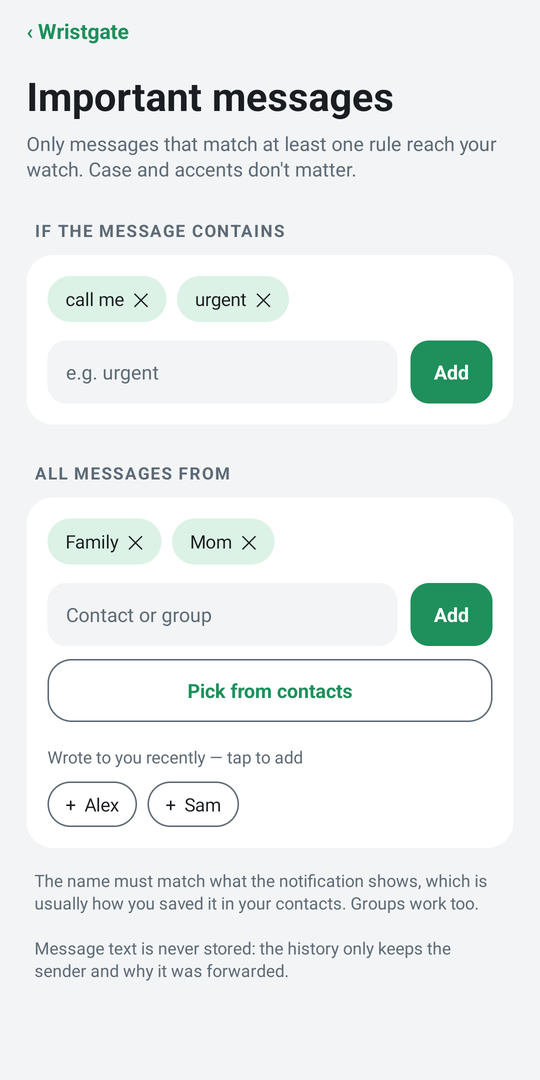 ‹ Wristgate
Important messages
Only messages that match at least one rule reach your
watch. Case and accents don't matter.
IF THE MESSAGE CONTAINS
call me ✕ urgent ✕
e.g. urgent Add
ALL MESSAGES FROM
Family ✕ Mom ✕
Contact or group Add
Pick from contacts
Wrote to you recently — tap to add
+ Alex + Sam
The name must match what the notification shows, which is
usually how you saved it in your contacts. Groups work too.
Message text is never stored: the history only keeps the
sender and why it was forwarded.